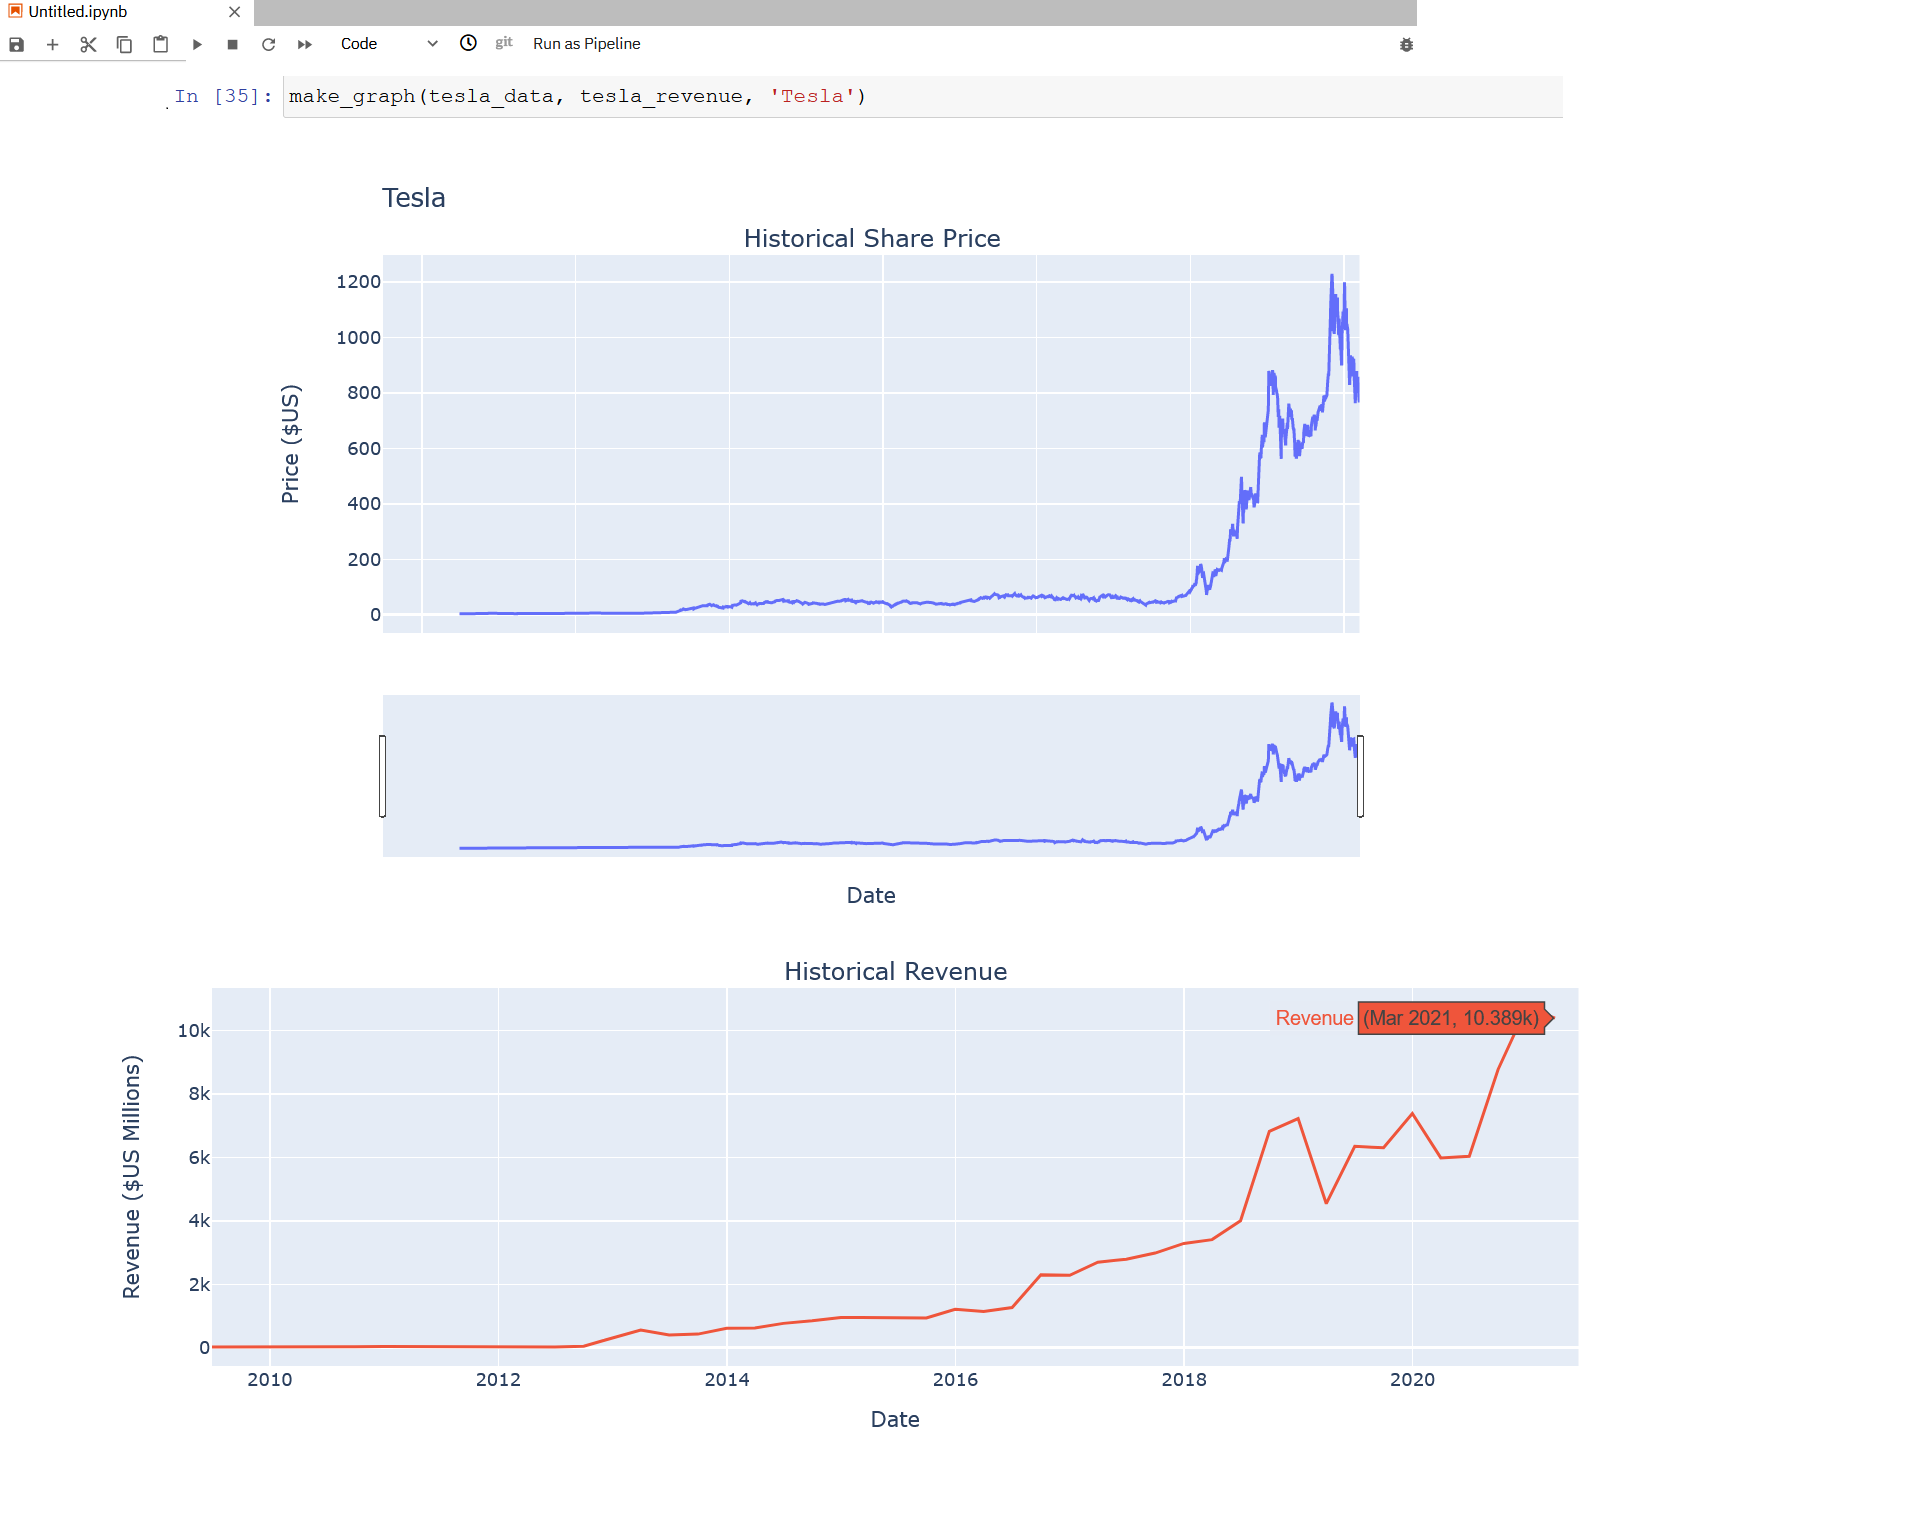 Untitled.ipynb
Code
git
Run as Pipeline
In [35]: make_graph(tesla_data, tesla_revenue, 'Tesla')
Tesla
Historical Share Price
1200
1000
800
600
400
200
0
Price ($US)
Date
Historical Revenue
Revenue (Mar 2021, 10.389k)
10k
8k
6k
4k
2k
0
Revenue ($US Millions)
2010 2012 2014 2016 2018 2020
Date